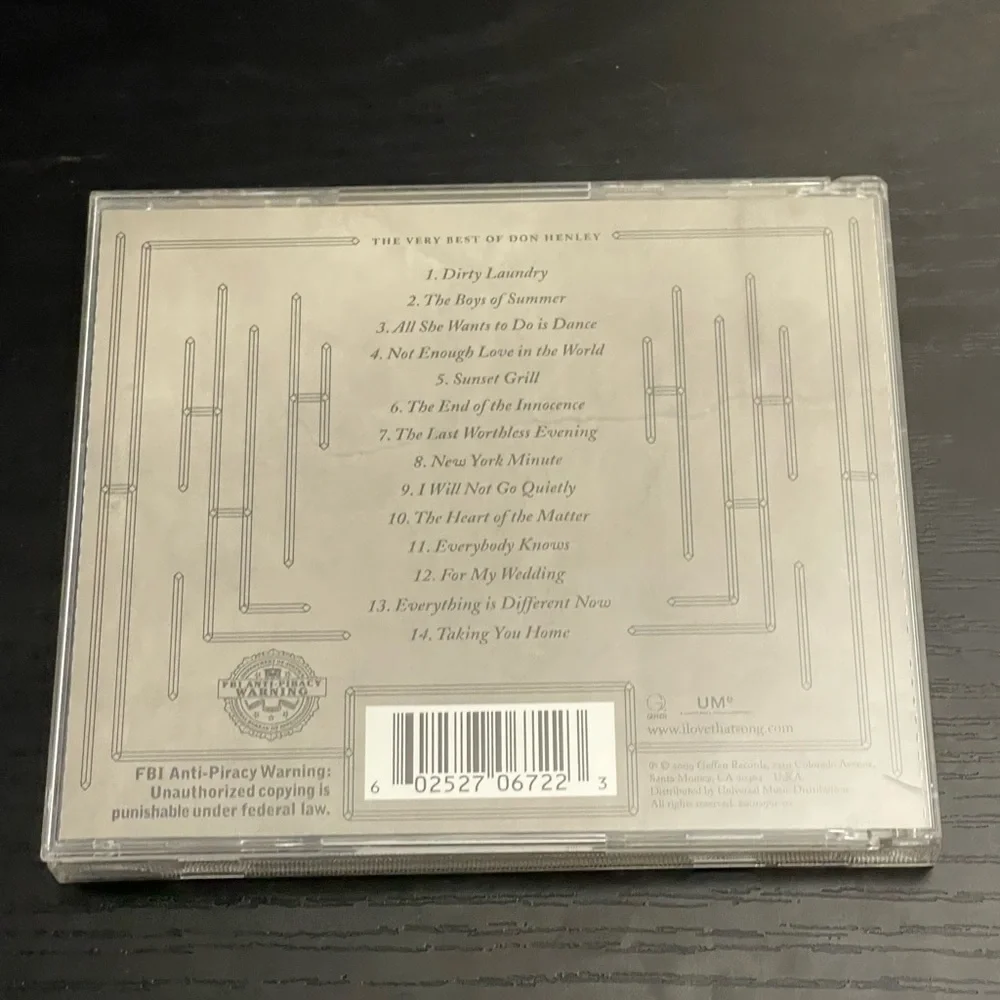 THE VERY BEST OF DON HENLEY
1. Dirty Laundry
2. The Boys of Summer
3. All She Wants to Do is Dance
4. Not Enough Love in the World
5. Sunset Grill
6. The End of the Innocence
7. The Last Worthless Evening
8. New York Minute
9. I Will Not Go Quietly
10. The Heart of the Matter
11. Everybody Knows
12. For My Wedding
13. Everything is Different Now
14. Taking You Home
FBI ANTI-PIRACY
WARNING
FBI Anti-Piracy Warning:
Unauthorized copying is
punishable under federal law.
6 02527 06722 3
UMe
www.ilovethatsong.com
℗ © 2009 Geffen Records, Colorado Avenue,
Santa Monica, CA U.S.A.
Distributed by Universal Music Distribution.
All rights reserved.